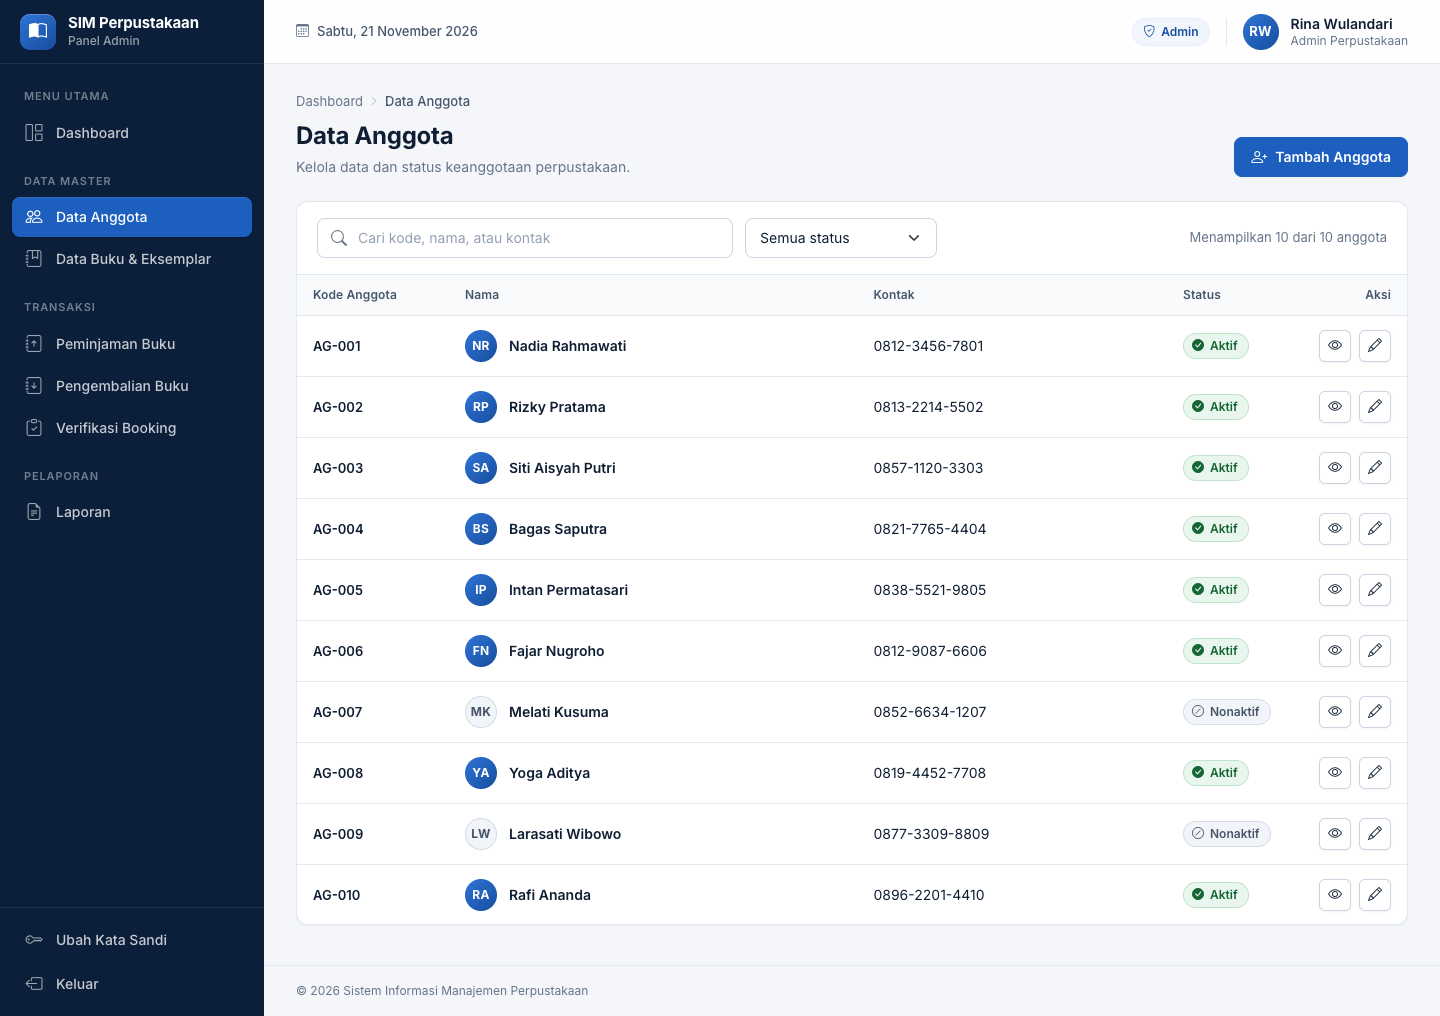 SIM Perpustakaan
Panel Admin
MENU UTAMA
Dashboard
DATA MASTER
Data Anggota
Data Buku & Eksemplar
TRANSAKSI
Peminjaman Buku
Pengembalian Buku
Verifikasi Booking
PELAPORAN
Laporan
Ubah Kata Sandi
Keluar
Sabtu, 21 November 2026
Admin
RW
Rina Wulandari
Admin Perpustakaan
Dashboard Data Anggota
Data Anggota
Kelola data dan status keanggotaan perpustakaan.
Tambah Anggota
Cari kode, nama, atau kontak
Semua status
Menampilkan 10 dari 10 anggota
Kode Anggota Nama Kontak Status Aksi
AG-001 NR Nadia Rahmawati 0812-3456-7801 Aktif
AG-002 RP Rizky Pratama 0813-2214-5502 Aktif
AG-003 SA Siti Aisyah Putri 0857-1120-3303 Aktif
AG-004 BS Bagas Saputra 0821-7765-4404 Aktif
AG-005 IP Intan Permatasari 0838-5521-9805 Aktif
AG-006 FN Fajar Nugroho 0812-9087-6606 Aktif
AG-007 MK Melati Kusuma 0852-6634-1207 Nonaktif
AG-008 YA Yoga Aditya 0819-4452-7708 Aktif
AG-009 LW Larasati Wibowo 0877-3309-8809 Nonaktif
AG-010 RA Rafi Ananda 0896-2201-4410 Aktif
© 2026 Sistem Informasi Manajemen Perpustakaan